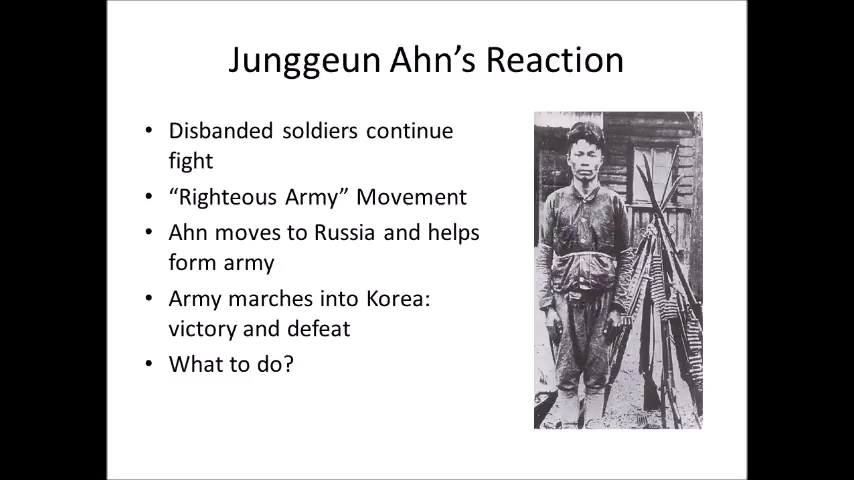 Junggeun Ahn’s Reaction
• Disbanded soldiers continue
fight
• “Righteous Army” Movement
• Ahn moves to Russia and helps
form army
• Army marches into Korea:
victory and defeat
• What to do?